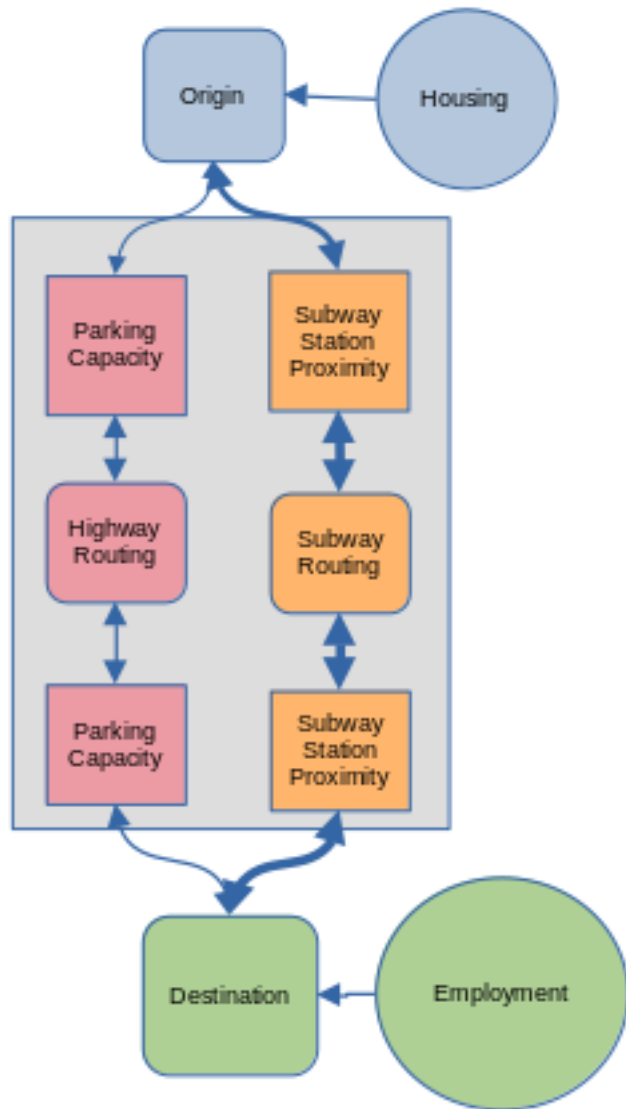 Origin
Housing
Parking
Capacity
Subway
Station
Proximity
Highway
Routing
Subway
Routing
Parking
Capacity
Subway
Station
Proximity
Destination
Employment